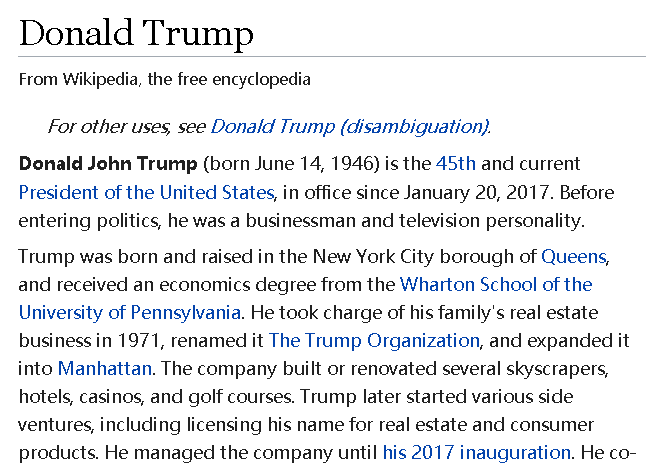 Donald Trump
From Wikipedia, the free encyclopedia
For other uses, see Donald Trump (disambiguation).
Donald John Trump (born June 14, 1946) is the 45th and current
President of the United States, in office since January 20, 2017. Before
entering politics, he was a businessman and television personality.
Trump was born and raised in the New York City borough of Queens,
and received an economics degree from the Wharton School of the
University of Pennsylvania. He took charge of his family's real estate
business in 1971, renamed it The Trump Organization, and expanded it
into Manhattan. The company built or renovated several skyscrapers,
hotels, casinos, and golf courses. Trump later started various side
ventures, including licensing his name for real estate and consumer
products. He managed the company until his 2017 inauguration. He co-